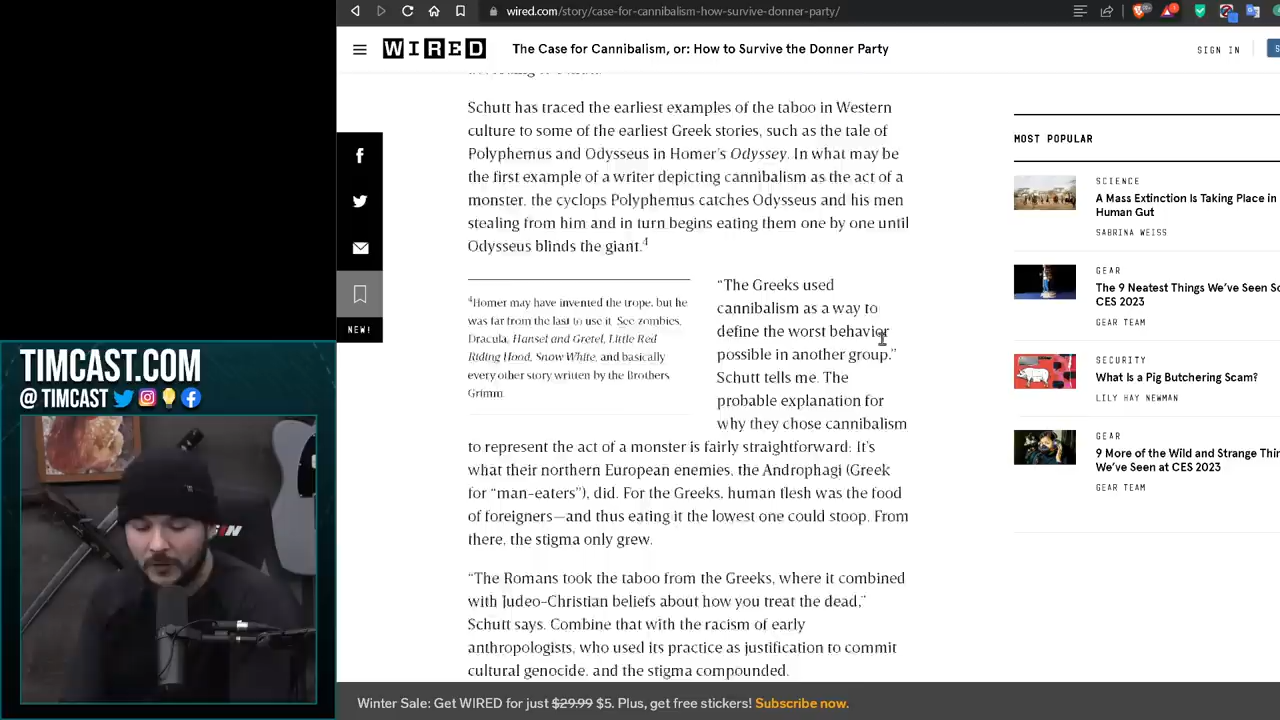 wired.com/story/case-for-cannibalism-how-survive-donner-party/
WIRED
The Case for Cannibalism, or: How to Survive the Donner Party
SIGN IN
Schutt has traced the earliest examples of the taboo in Western
culture to some of the earliest Greek stories, such as the tale of
Polyphemus and Odysseus in Homer's Odyssey. In what may be
the first example of a writer depicting cannibalism as the act of a
monster, the cyclops Polyphemus catches Odysseus and his men
stealing from him and in turn begins eating them one by one until
Odysseus blinds the giant.4
NEW!
4Homer may have invented the trope, but he
was far from the last to use it. See zombies,
Dracula, Hansel and Gretel, Little Red
Riding Hood, Snow White, and basically
every other story written by the Brothers
Grimm.
“The Greeks used
cannibalism as a way to
define the worst behavior
possible in another group,”
Schutt tells me. The
probable explanation for
why they chose cannibalism
to represent the act of a monster is fairly straightforward: It's
what their northern European enemies, the Androphagi (Greek
for “man-eaters”), did. For the Greeks, human flesh was the food
of foreigners—and thus eating it the lowest one could stoop. From
there, the stigma only grew.
“The Romans took the taboo from the Greeks, where it combined
with Judeo-Christian beliefs about how you treat the dead,”
Schutt says. Combine that with the racism of early
anthropologists, who used its practice as justification to commit
cultural genocide, and the stigma compounded.
MOST POPULAR
SCIENCE
A Mass Extinction Is Taking Place in
Human Gut
SABRINA WEISS
GEAR
The 9 Neatest Things We've Seen
CES 2023
GEAR TEAM
SECURITY
What Is a Pig Butchering Scam?
LILY HAY NEWMAN
GEAR
9 More of the Wild and Strange
We've Seen at CES 2023
GEAR TEAM
TIMCAST.COM
@ TIMCAST
Winter Sale: Get WIRED for just $29.99 $5. Plus, get free stickers! Subscribe now.